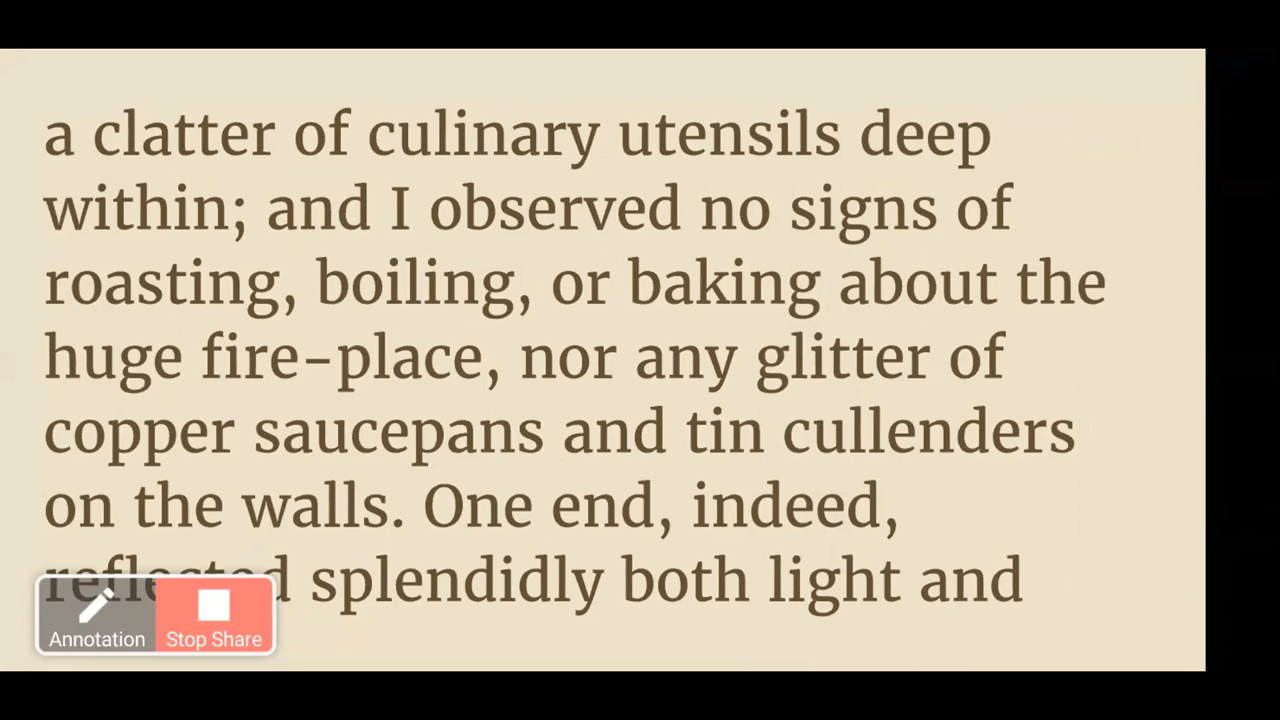 a clatter of culinary utensils deep
within; and I observed no signs of
roasting, boiling, or baking about the
huge fire-place, nor any glitter of
copper saucepans and tin cullenders
on the walls. One end, indeed,
reflected splendidly both light and
Annotation Stop Share